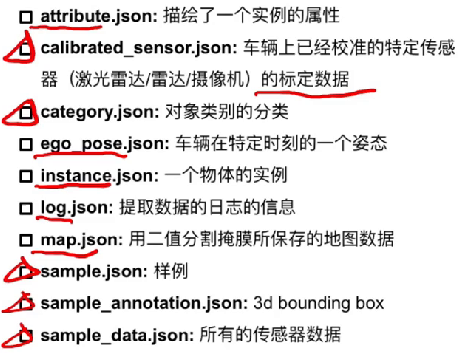 attribute.json: 描绘了一个实例的属性
calibrated_sensor.json: 车辆上已经校准的特定传感
器（激光雷达/雷达/摄像机）的标定数据
category.json: 对象类别的分类
ego_pose.json: 车辆在特定时刻的一个姿态
instance.json: 一个物体的实例
log.json: 提取数据的日志的信息
map.json: 用二值分割掩膜所保存的地图数据
sample.json: 样例
sample_annotation.json: 3d bounding box
sample_data.json: 所有的传感器数据